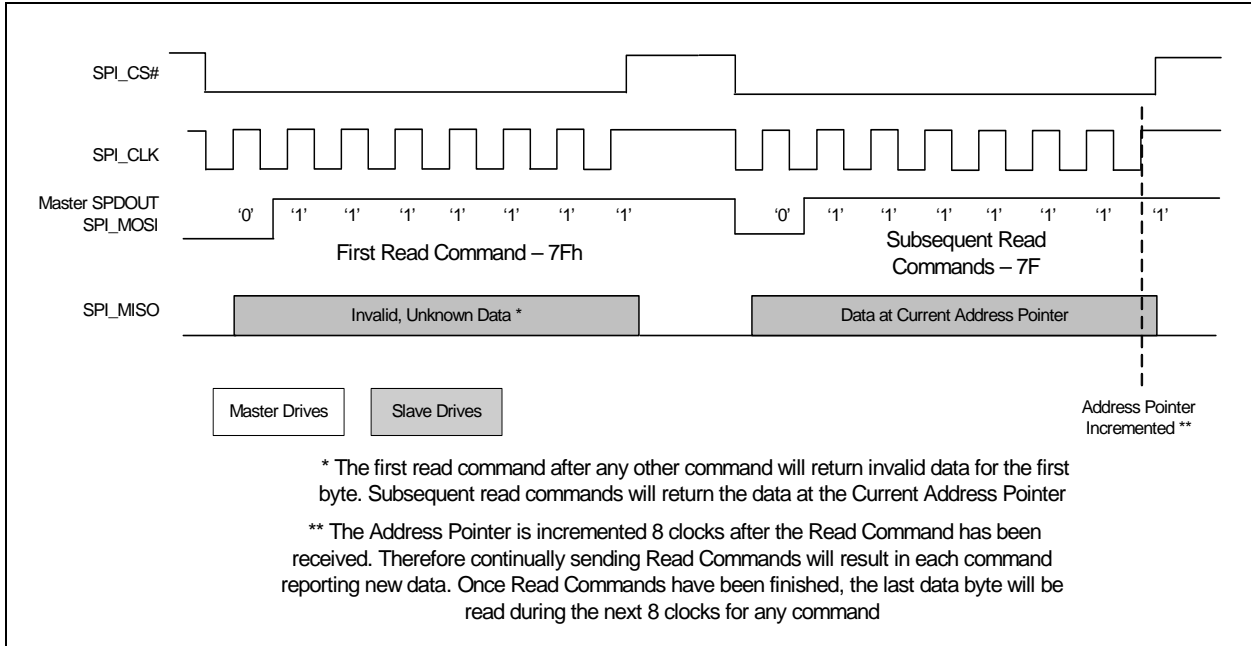 SPI_CS#
SPI_CLK
Master SPDOUT
SPI_MOSI
‘0’ ‘1’ ‘1’ ‘1’ ‘1’ ‘1’ ‘1’ ‘1’ ‘0’ ‘1’ ‘1’ ‘1’ ‘1’ ‘1’ ‘1’ ‘1’
First Read Command – 7Fh
Subsequent Read
Commands – 7F
SPI_MISO
Invalid, Unknown Data *
Data at Current Address Pointer
Master Drives
Slave Drives
Address Pointer
Incremented **
* The first read command after any other command will return invalid data for the first
byte. Subsequent read commands will return the data at the Current Address Pointer
** The Address Pointer is incremented 8 clocks after the Read Command has been
received. Therefore continually sending Read Commands will result in each command
reporting new data. Once Read Commands have been finished, the last data byte will be
read during the next 8 clocks for any command